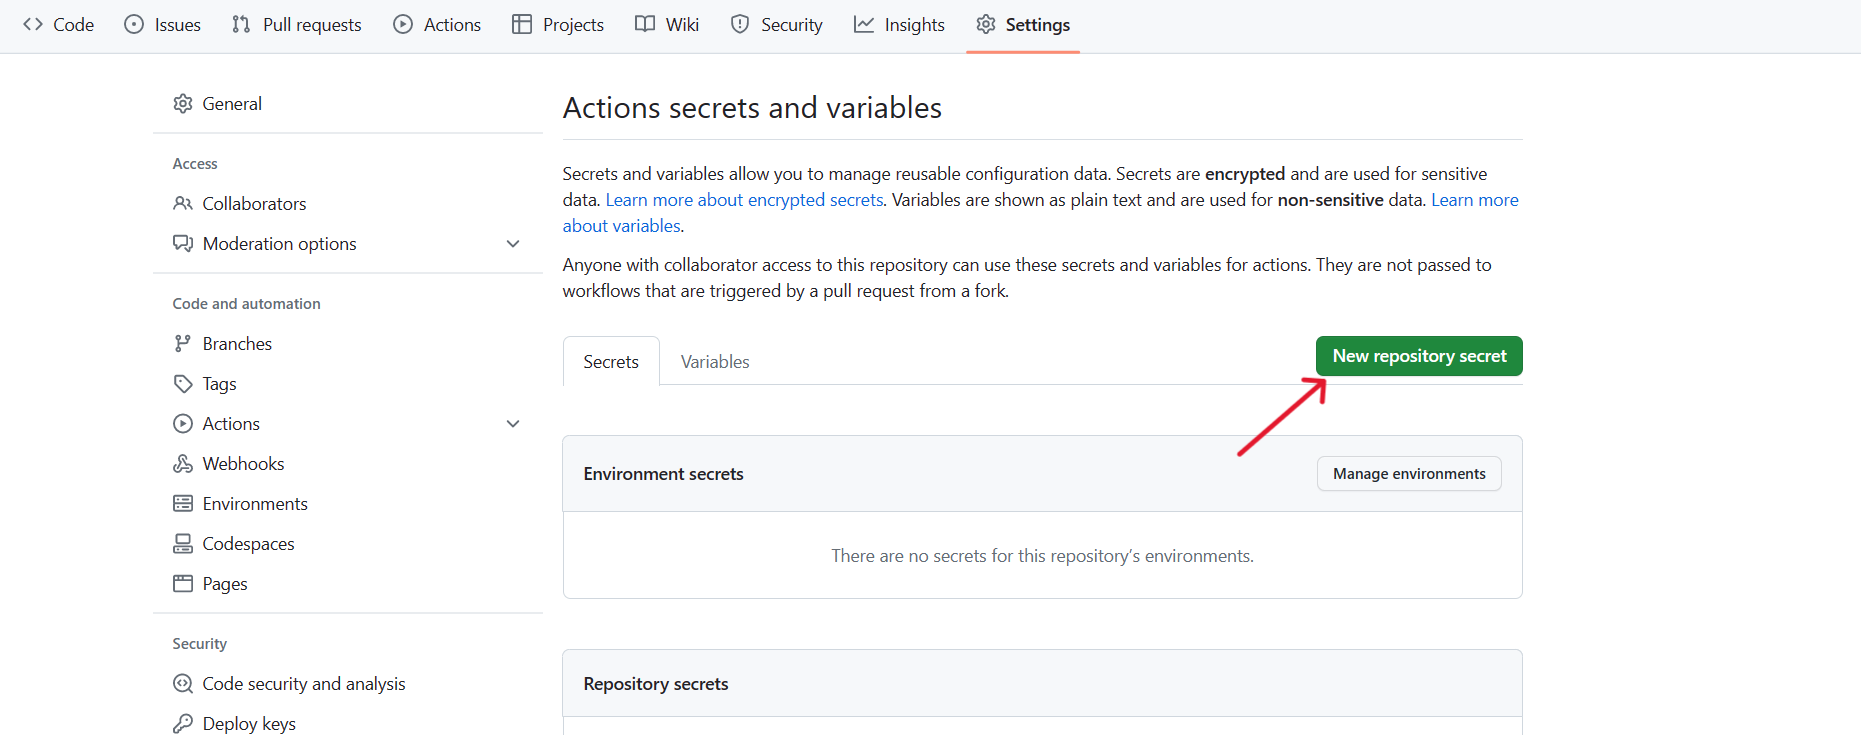 Code Issues Pull requests Actions Projects Wiki Security Insights Settings
General
Access
Collaborators
Moderation options
Code and automation
Branches
Tags
Actions
Webhooks
Environments
Codespaces
Pages
Security
Code security and analysis
Deploy keys
Actions secrets and variables
Secrets and variables allow you to manage reusable configuration data. Secrets are encrypted and are used for sensitive
data. Learn more about encrypted secrets. Variables are shown as plain text and are used for non-sensitive data. Learn more
about variables.
Anyone with collaborator access to this repository can use these secrets and variables for actions. They are not passed to
workflows that are triggered by a pull request from a fork.
Secrets Variables New repository secret
Environment secrets Manage environments
There are no secrets for this repository’s environments.
Repository secrets